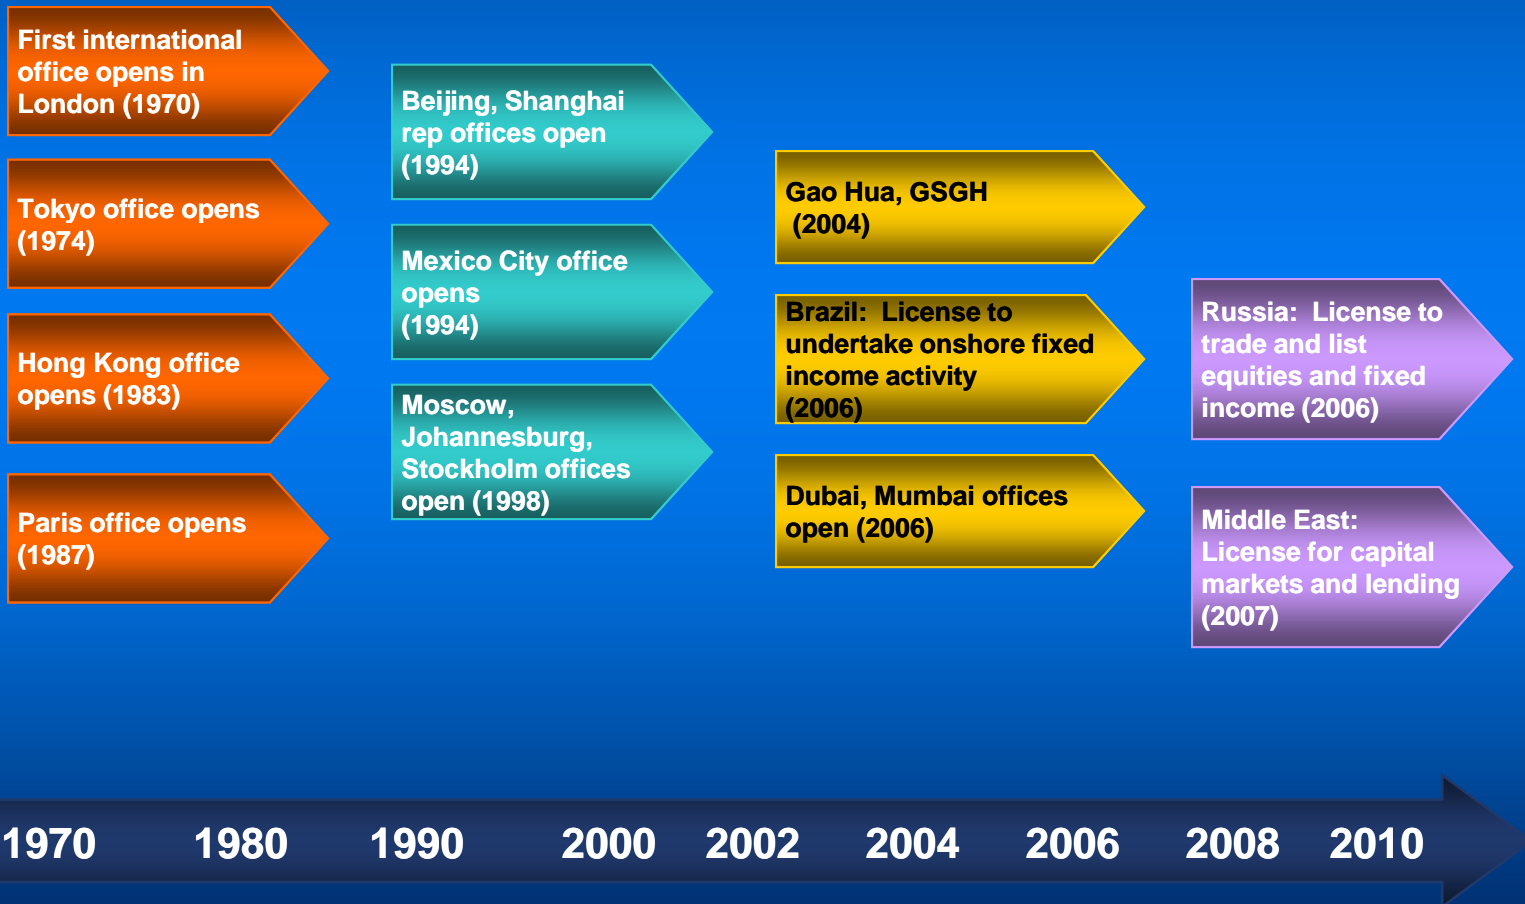 First international
office opens in
London (1970)
Tokyo office opens
(1974)
Hong Kong office
opens (1983)
Paris office opens
(1987)
Beijing, Shanghai
rep offices open
(1994)
Mexico City office
opens
(1994)
Moscow,
Johannesburg,
Stockholm offices
open (1998)
Gao Hua, GSGH
(2004)
Brazil:  License to
undertake onshore fixed
income activity
(2006)
Dubai, Mumbai offices
open (2006)
Russia:  License to
trade and list
equities and fixed
income (2006)
Middle East:
License for capital
markets and lending
(2007)
1970 1980 1990 2000 2002 2004 2006 2008 2010